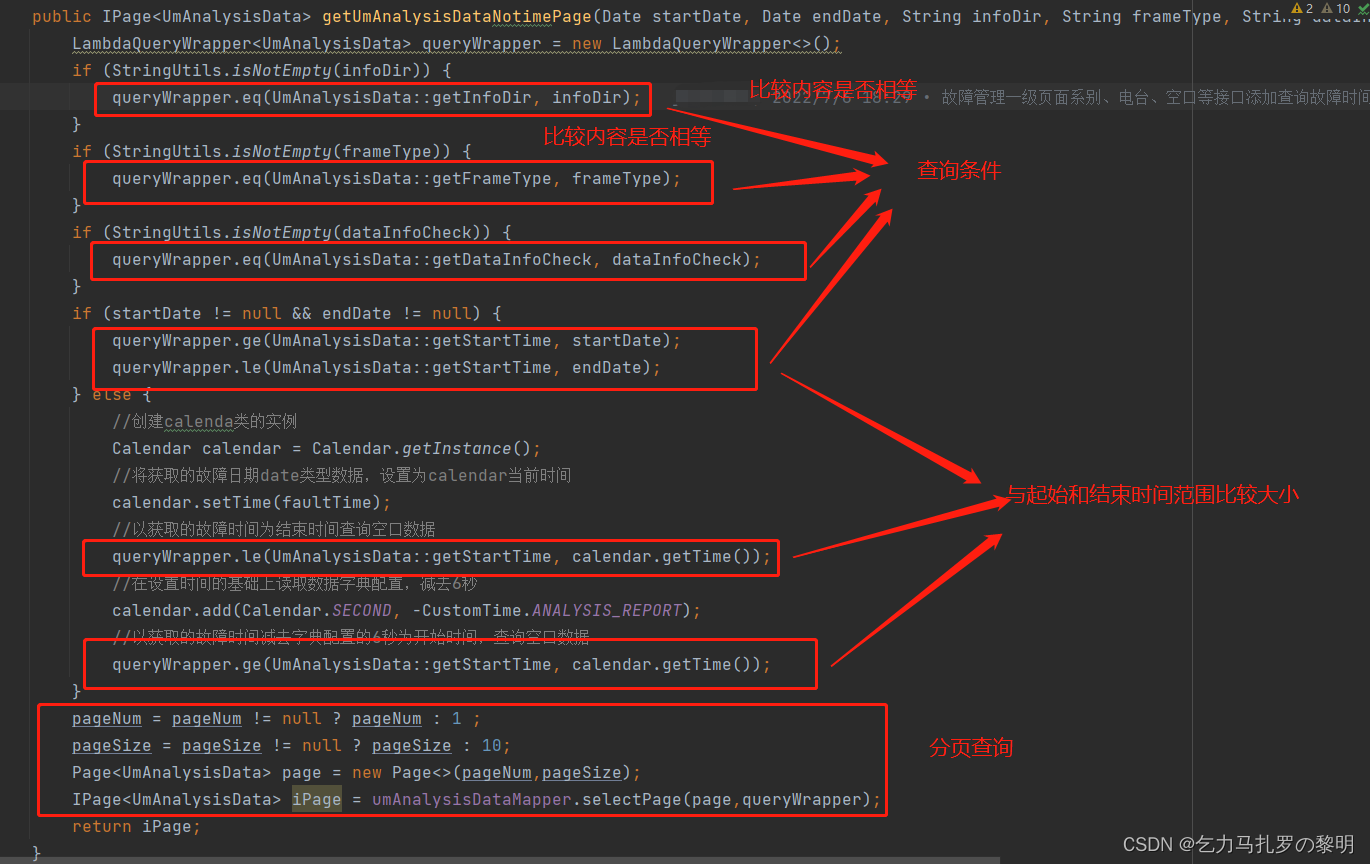 public IPage<UmAnalysisData> getUmAnalysisDataNotimePage(Date startDate, Date endDate, String infoDir, String frameType, String
2 10
LambdaQueryWrapper<UmAnalysisData> queryWrapper = new LambdaQueryWrapper<>();
if (StringUtils.isNotEmpty(infoDir)) {
queryWrapper.eq(UmAnalysisData::getInfoDir, infoDir); 故障管理一级页面系别、电台、空口等接口添加查询故障时间
比较内容是否相等
}
比较内容是否相等
if (StringUtils.isNotEmpty(frameType)) {
查询条件
queryWrapper.eq(UmAnalysisData::getFrameType, frameType);
}
if (StringUtils.isNotEmpty(dataInfoCheck)) {
queryWrapper.eq(UmAnalysisData::getDataInfoCheck, dataInfoCheck);
}
if (startDate != null && endDate != null) {
queryWrapper.ge(UmAnalysisData::getStartTime, startDate);
queryWrapper.le(UmAnalysisData::getStartTime, endDate);
} else {
//创建calenda类的实例
Calendar calendar = Calendar.getInstance();
//将获取的故障日期date类型数据，设置为calendar当前时间
与起始和结束时间范围比较大小
calendar.setTime(faultTime);
//以获取的故障时间为结束时间查询空口数据
queryWrapper.le(UmAnalysisData::getStartTime, calendar.getTime());
//在设置时间的基础上读取数据字典配置，减去6秒
calendar.add(Calendar.SECOND, -CustomTime.ANALYSIS_REPORT);
//以获取的故障时间减去字典配置的6秒为开始时间，查询空口数据
queryWrapper.ge(UmAnalysisData::getStartTime, calendar.getTime());
}
pageNum = pageNum != null ? pageNum : 1 ;
pageSize = pageSize != null ? pageSize : 10;
分页查询
Page<UmAnalysisData> page = new Page<>(pageNum,pageSize);
IPage<UmAnalysisData> iPage = umAnalysisDataMapper.selectPage(page,queryWrapper);
return iPage;
}
CSDN @乞力马扎罗の黎明